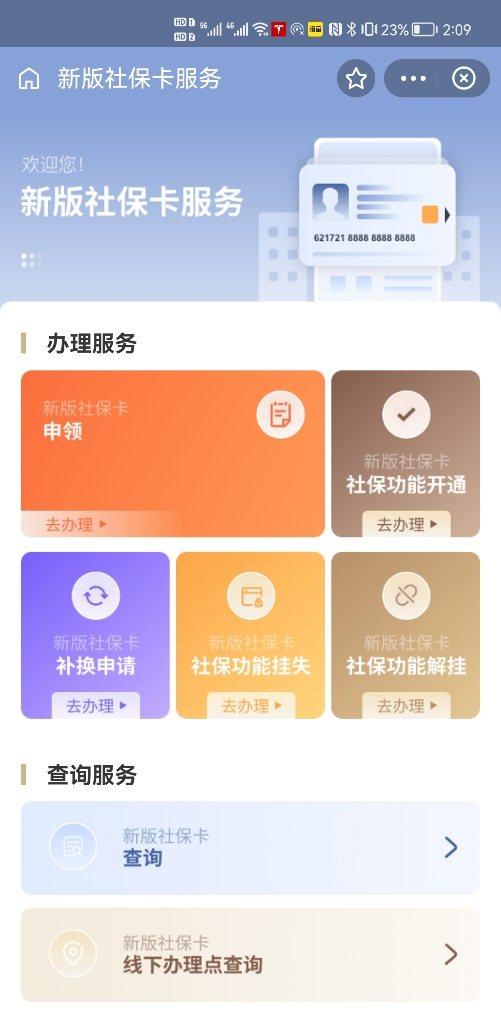 HD 1 5G 4G 23% 2:09
HD 2
新版社保卡服务
欢迎您!
新版社保卡服务
621721 8888 8888 8888
办理服务
新版社保卡
申领
去办理
新版社保卡
社保功能开通
去办理
新版社保卡
补换申请
去办理
新版社保卡
社保功能挂失
去办理
新版社保卡
社保功能解挂
去办理
查询服务
新版社保卡
查询
新版社保卡
线下办理点查询